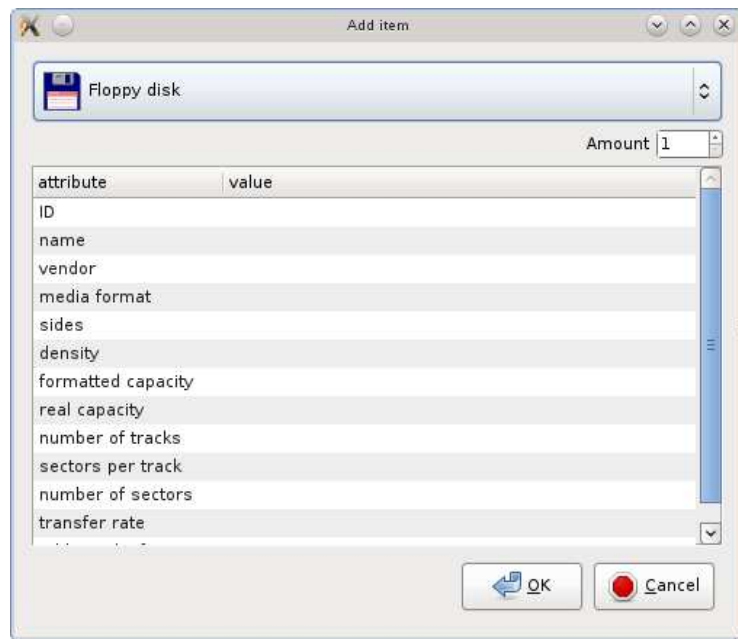 Add item
Floppy disk
Amount 1
attribute value
ID
name
vendor
media format
sides
density
formatted capacity
real capacity
number of tracks
sectors per track
number of sectors
transfer rate
OK Cancel